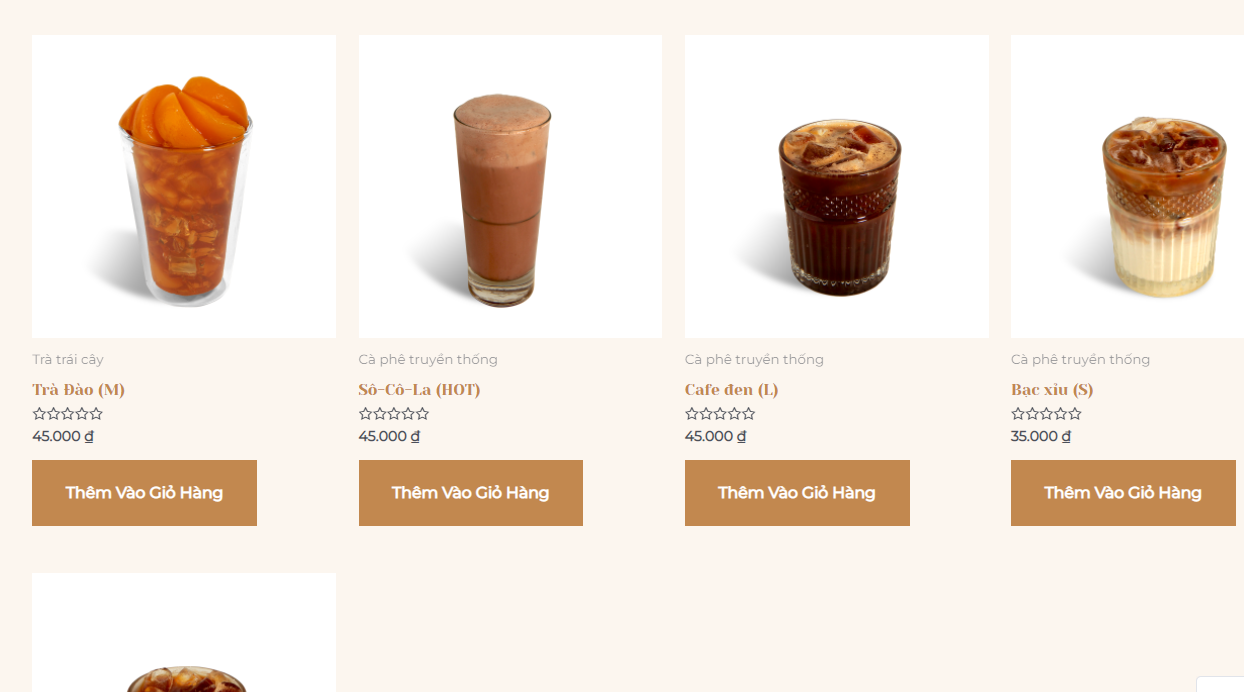 Trà trái cây
Trà Đào (M)
45.000 ₫
Thêm Vào Giỏ Hàng
Cà phê truyền thống
Sô-Cô-La (HOT)
45.000 ₫
Thêm Vào Giỏ Hàng
Cà phê truyền thống
Cafe đen (L)
45.000 ₫
Thêm Vào Giỏ Hàng
Cà phê truyền thống
Bạc xỉu (S)
35.000 ₫
Thêm Vào Giỏ Hàng